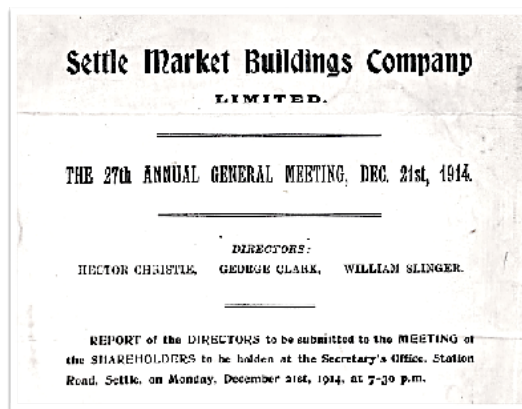 Settle Market Buildings Company
LIMITED.
THE 27th ANNUAL GENERAL MEETING, DEC. 21st, 1914.
DIRECTORS:
HECTOR CHRISTIE, GEORGE CLARK, WILLIAM SLINGER.
REPORT of the DIRECTORS to be submitted to the MEETING of
the SHAREHOLDERS to be holden at the Secretary's Office, Station
Road, Settle, on Monday, December 21st, 1914, at 7-30 p.m.